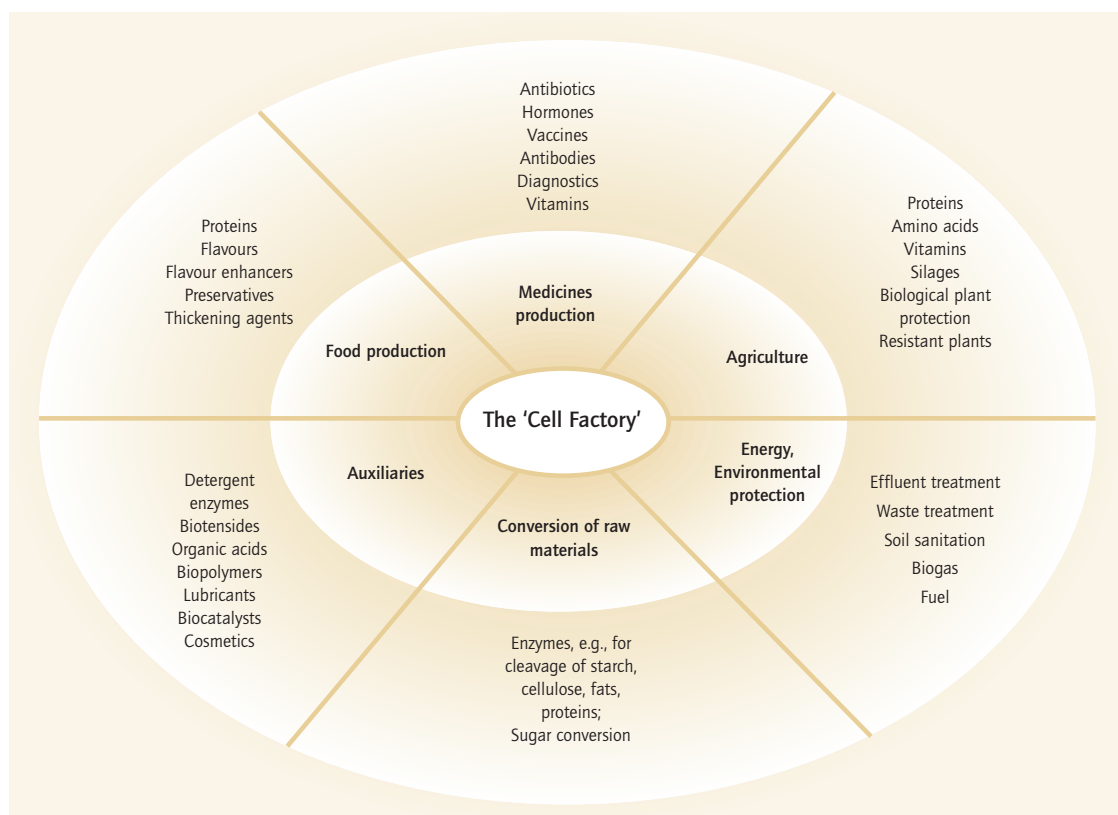 Antibiotics
Hormones
Vaccines
Antibodies
Diagnostics
Vitamins
Proteins
Flavours
Flavour enhancers
Preservatives
Thickening agents
Proteins
Amino acids
Vitamins
Silages
Biological plant
protection
Resistant plants
Medicines
production
Food production
Agriculture
The ‘Cell Factory’
Auxiliaries
Energy,
Environmental
protection
Conversion of raw
materials
Detergent
enzymes
Biotensides
Organic acids
Biopolymers
Lubricants
Biocatalysts
Cosmetics
Effluent treatment
Waste treatment
Soil sanitation
Biogas
Fuel
Enzymes, e.g., for
cleavage of starch,
cellulose, fats,
proteins;
Sugar conversion